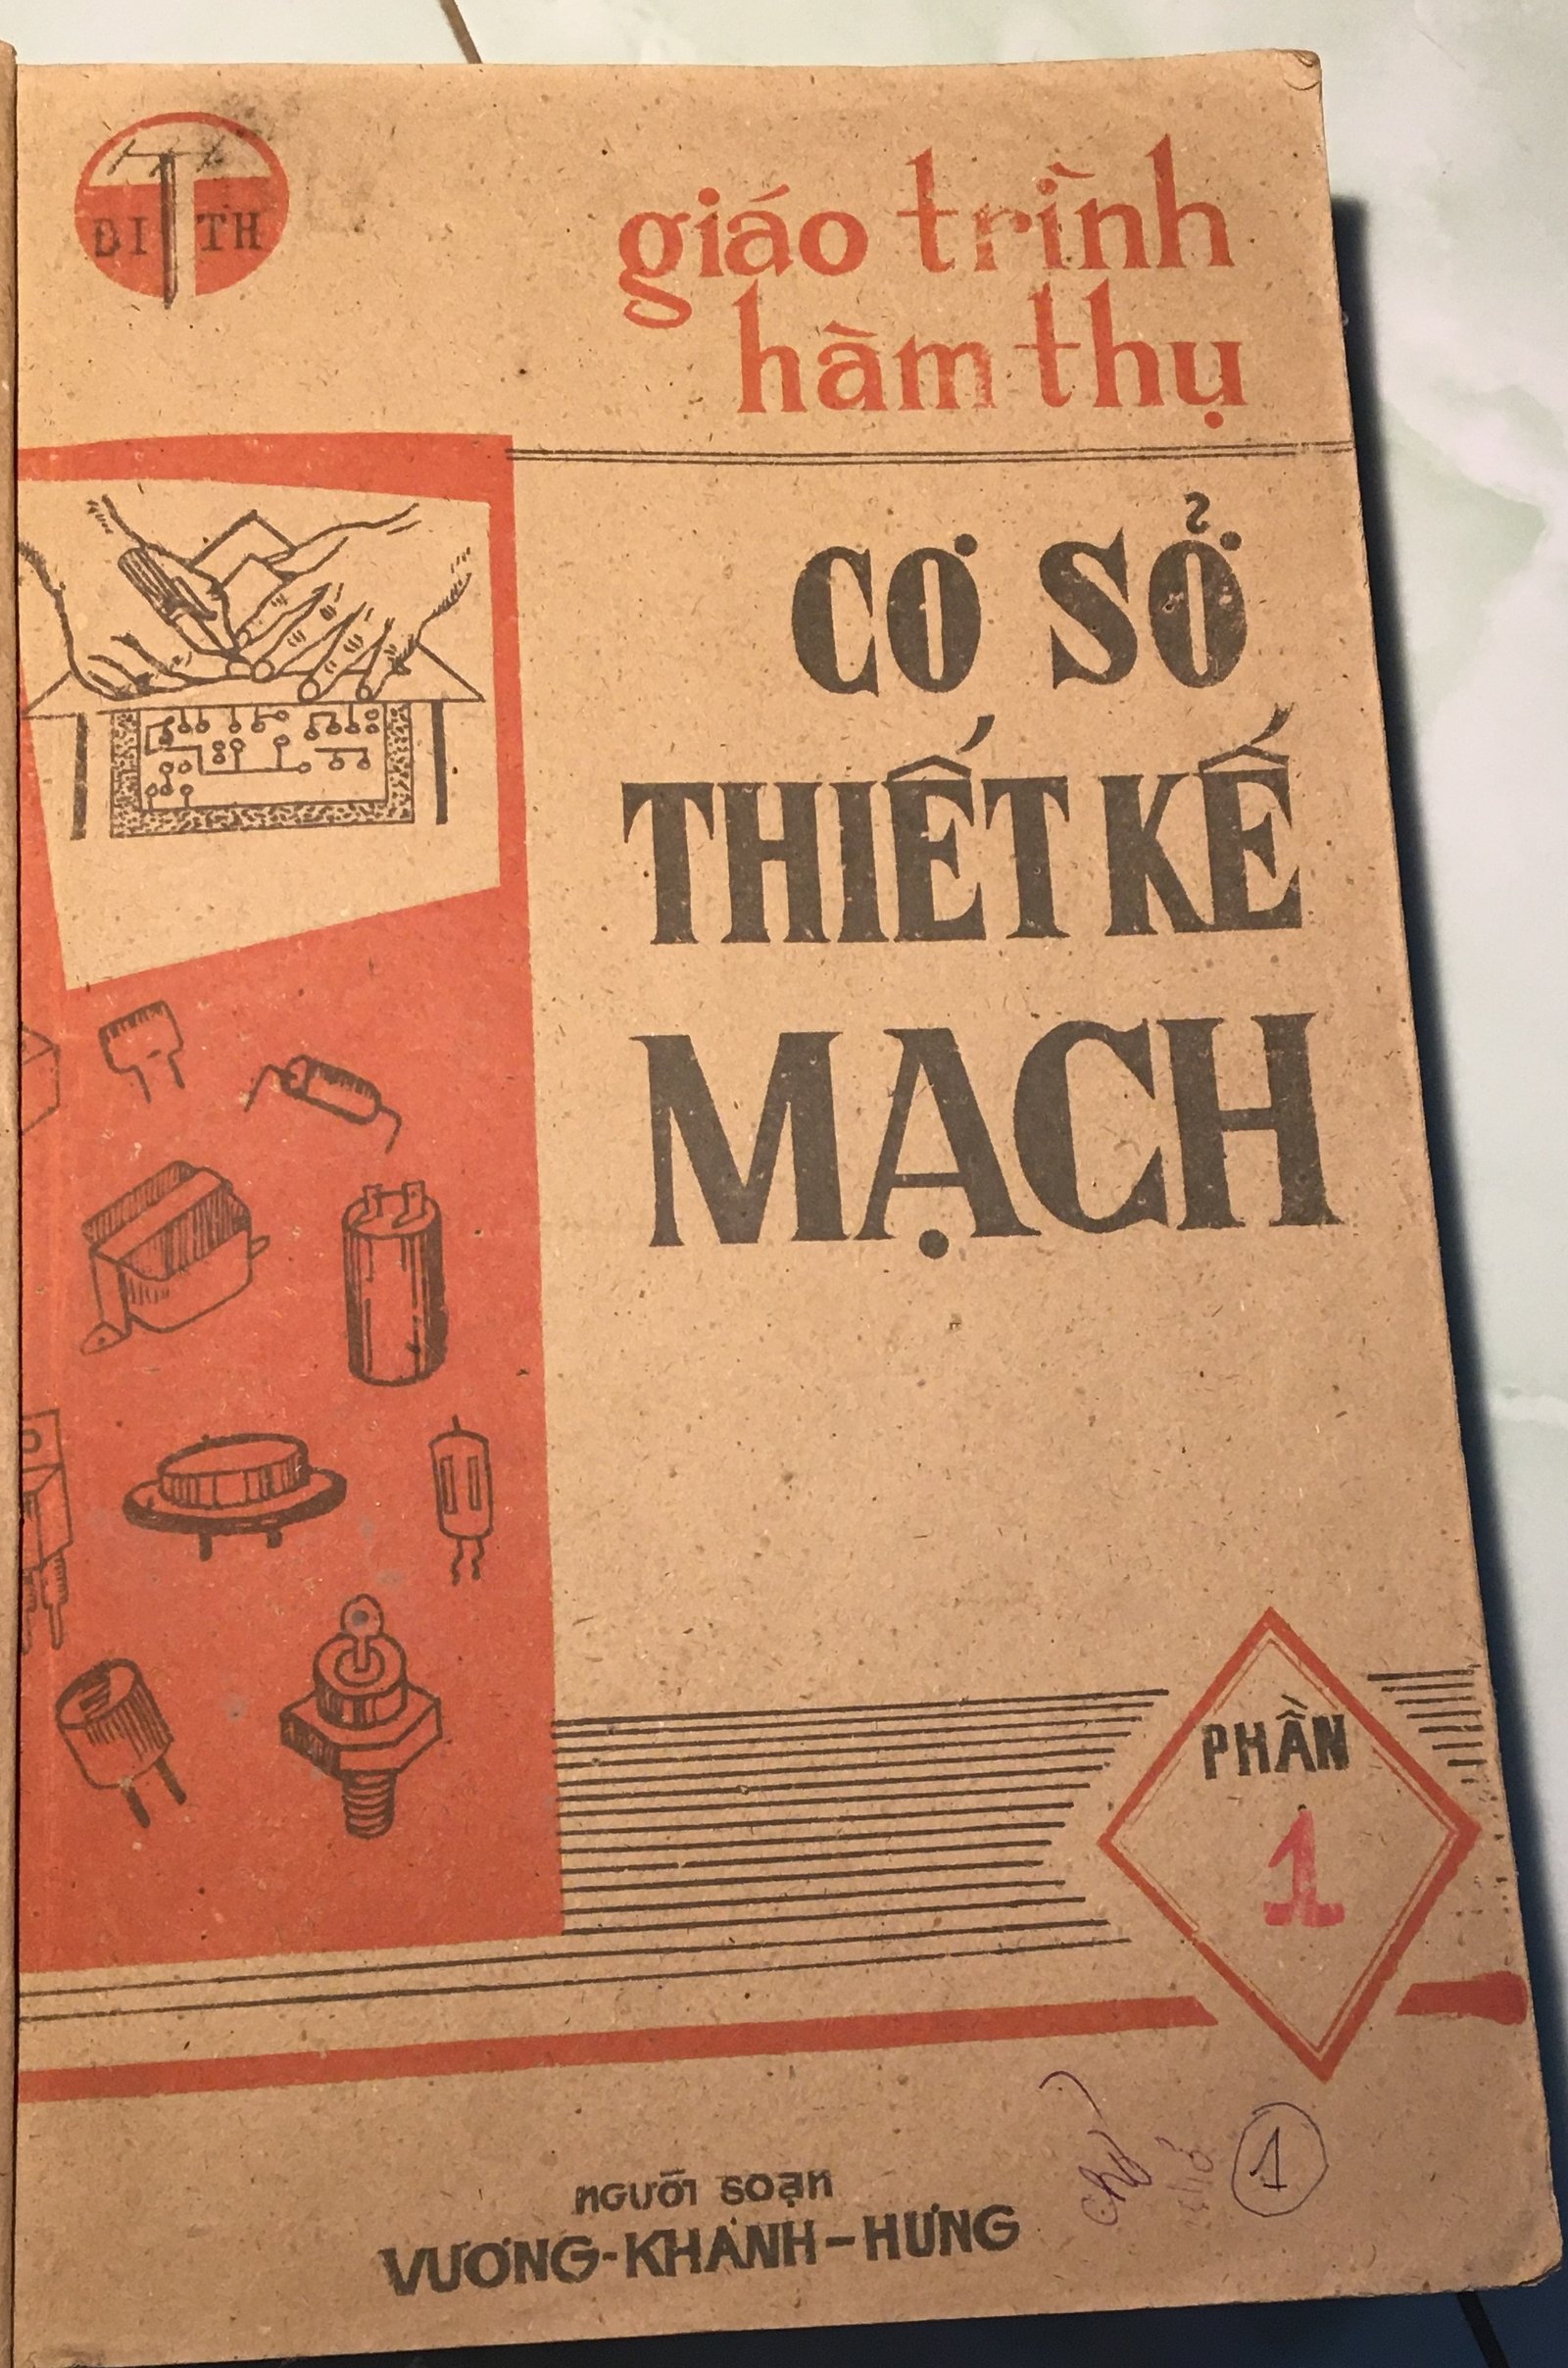 ĐI TH
giáo trình
hàm thụ
CƠ SỞ
THIẾT KẾ
MẠCH
PHẦN
1
NGƯỜI SOẠN
VƯƠNG-KHÁNH-HƯNG
1